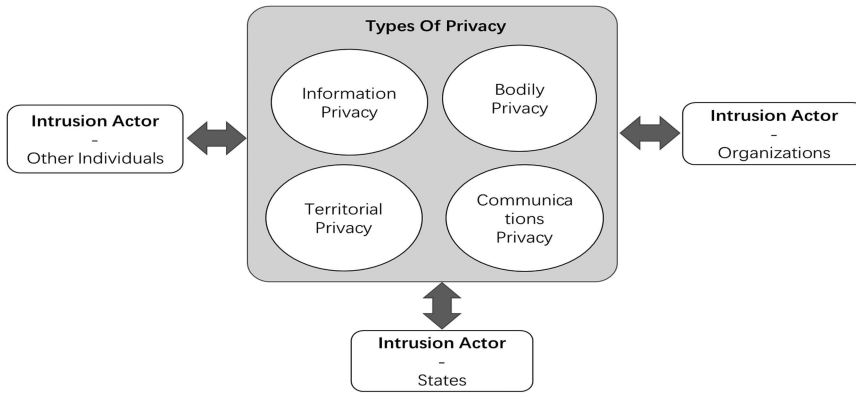 Types Of Privacy
Information
Privacy
Bodily
Privacy
Territorial
Privacy
Communica
tions
Privacy
Intrusion Actor
-
Other Individuals
Intrusion Actor
-
Organizations
Intrusion Actor
-
States